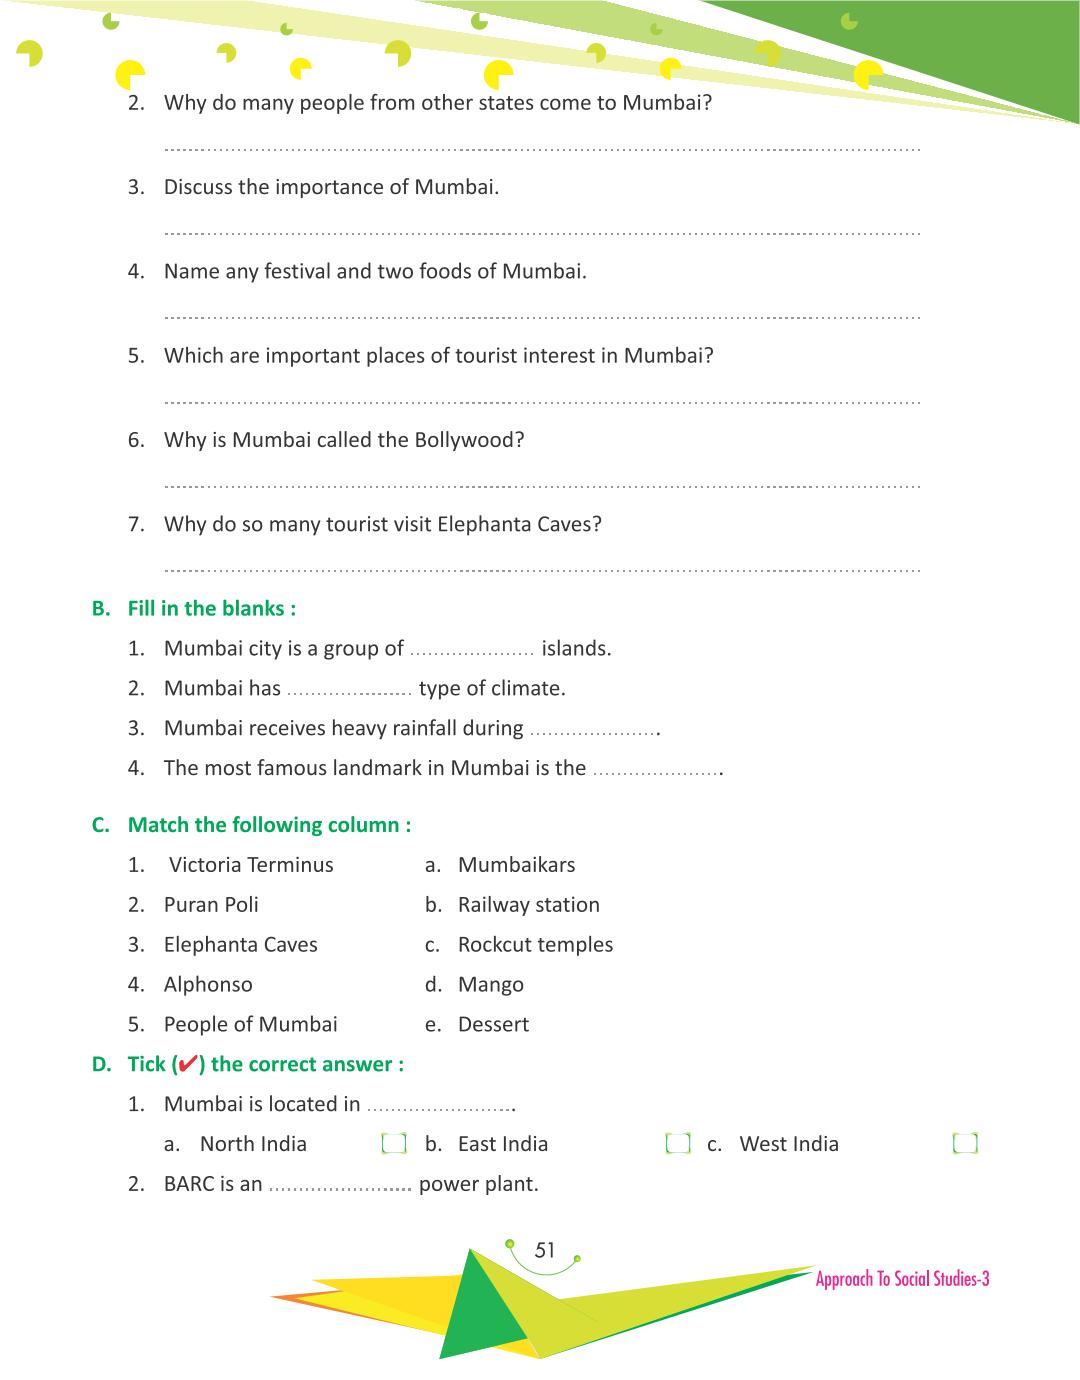 2. Why do many people from other states come to Mumbai?
................................................................................
3. Discuss the importance of Mumbai.
................................................................................
4. Name any festival and two foods of Mumbai.
................................................................................
5. Which are important places of tourist interest in Mumbai?
................................................................................
6. Why is Mumbai called the Bollywood?
................................................................................
7. Why do so many tourist visit Elephanta Caves?
................................................................................
B. Fill in the blanks :
1. Mumbai city is a group of ..................... islands.
2. Mumbai has ..................... type of climate.
3. Mumbai receives heavy rainfall during ......................
4. The most famous landmark in Mumbai is the ......................
C. Match the following column :
1. Victoria Terminus a. Mumbaikars
2. Puran Poli b. Railway station
3. Elephanta Caves c. Rockcut temples
4. Alphonso d. Mango
5. People of Mumbai e. Dessert
D. Tick (✔) the correct answer :
1. Mumbai is located in .........................
a. North India b. East India c. West India
2. BARC is an ........................ power plant.
51
Approach To Social Studies-3